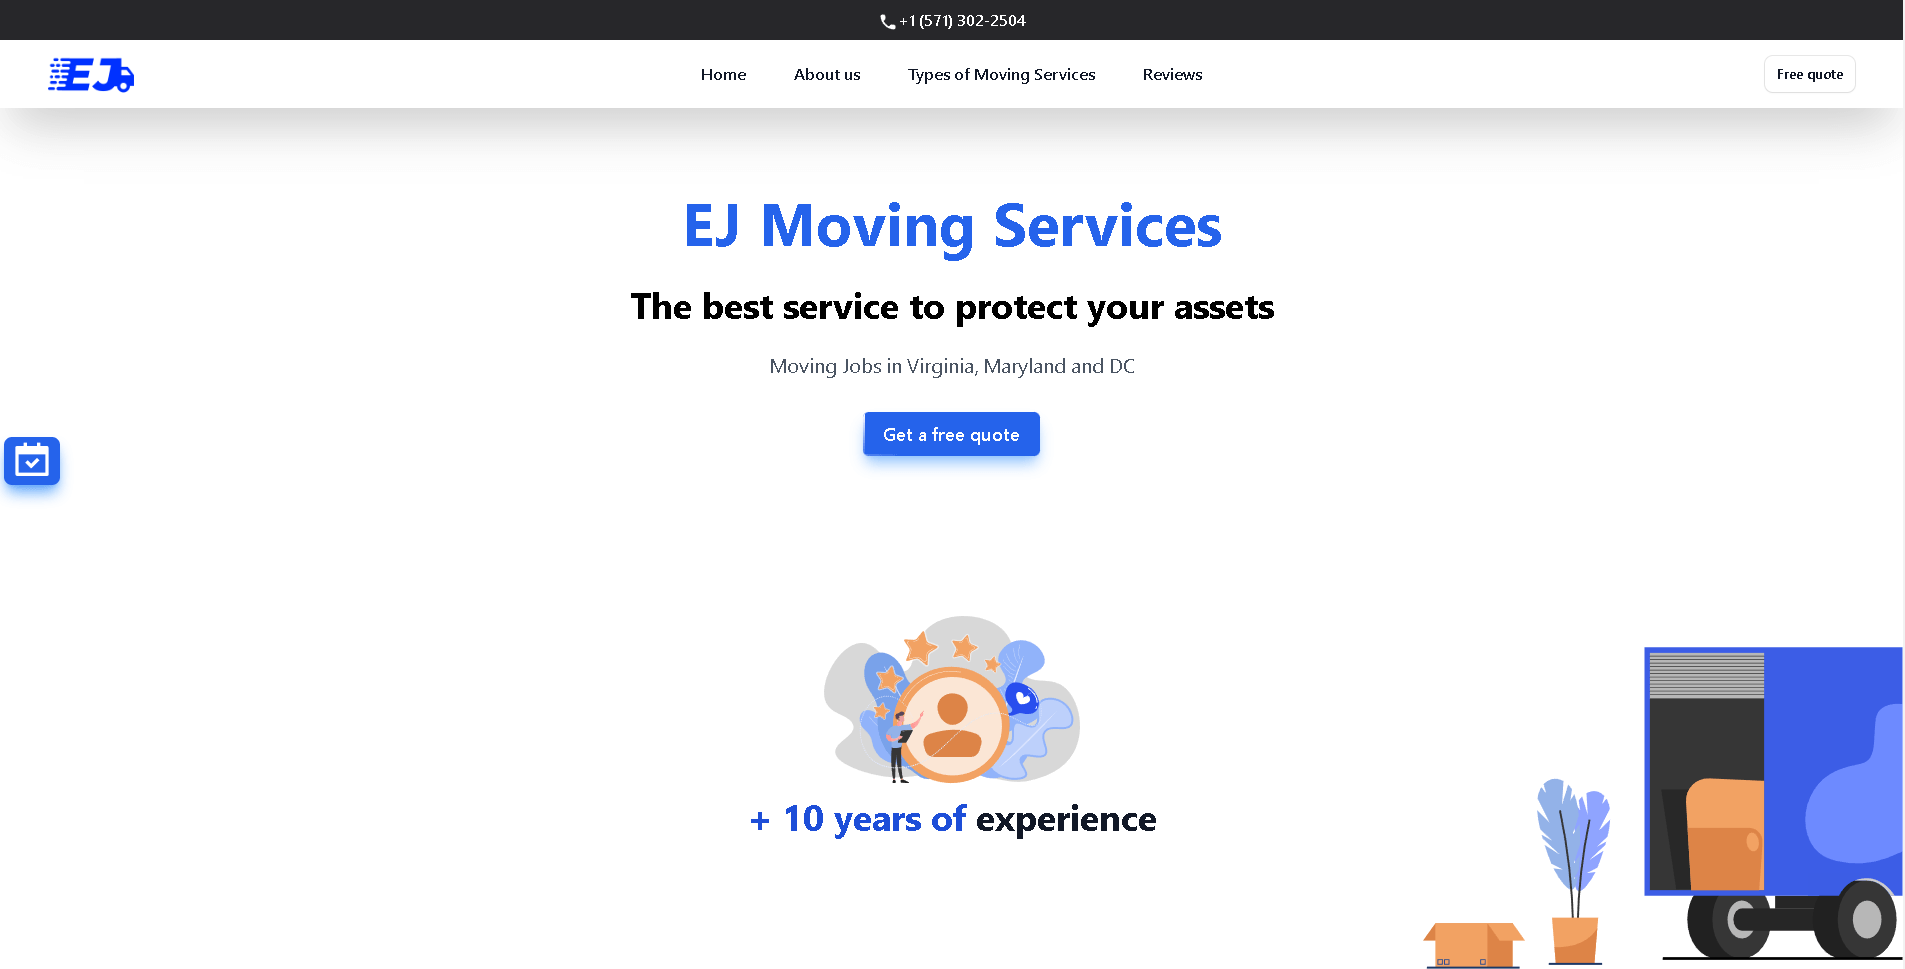 +1 (571) 302-2504
EJ
Home
About us
Types of Moving Services
Reviews
Free quote
EJ Moving Services
The best service to protect your assets
Moving Jobs in Virginia, Maryland and DC
Get a free quote
+ 10 years of experience